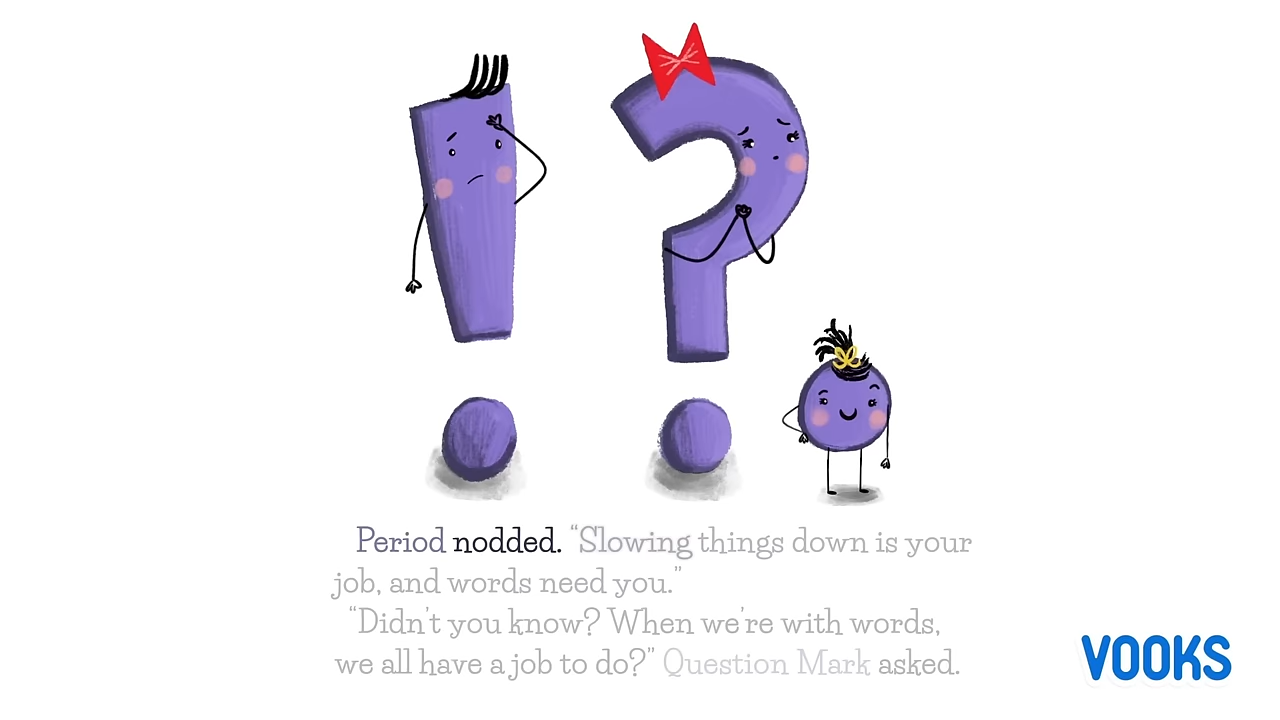 Period nodded. “Slowing things down is your
job, and words need you.”
“Didn’t you know? When we’re with words,
we all have a job to do?” Question Mark asked.
VOOKS